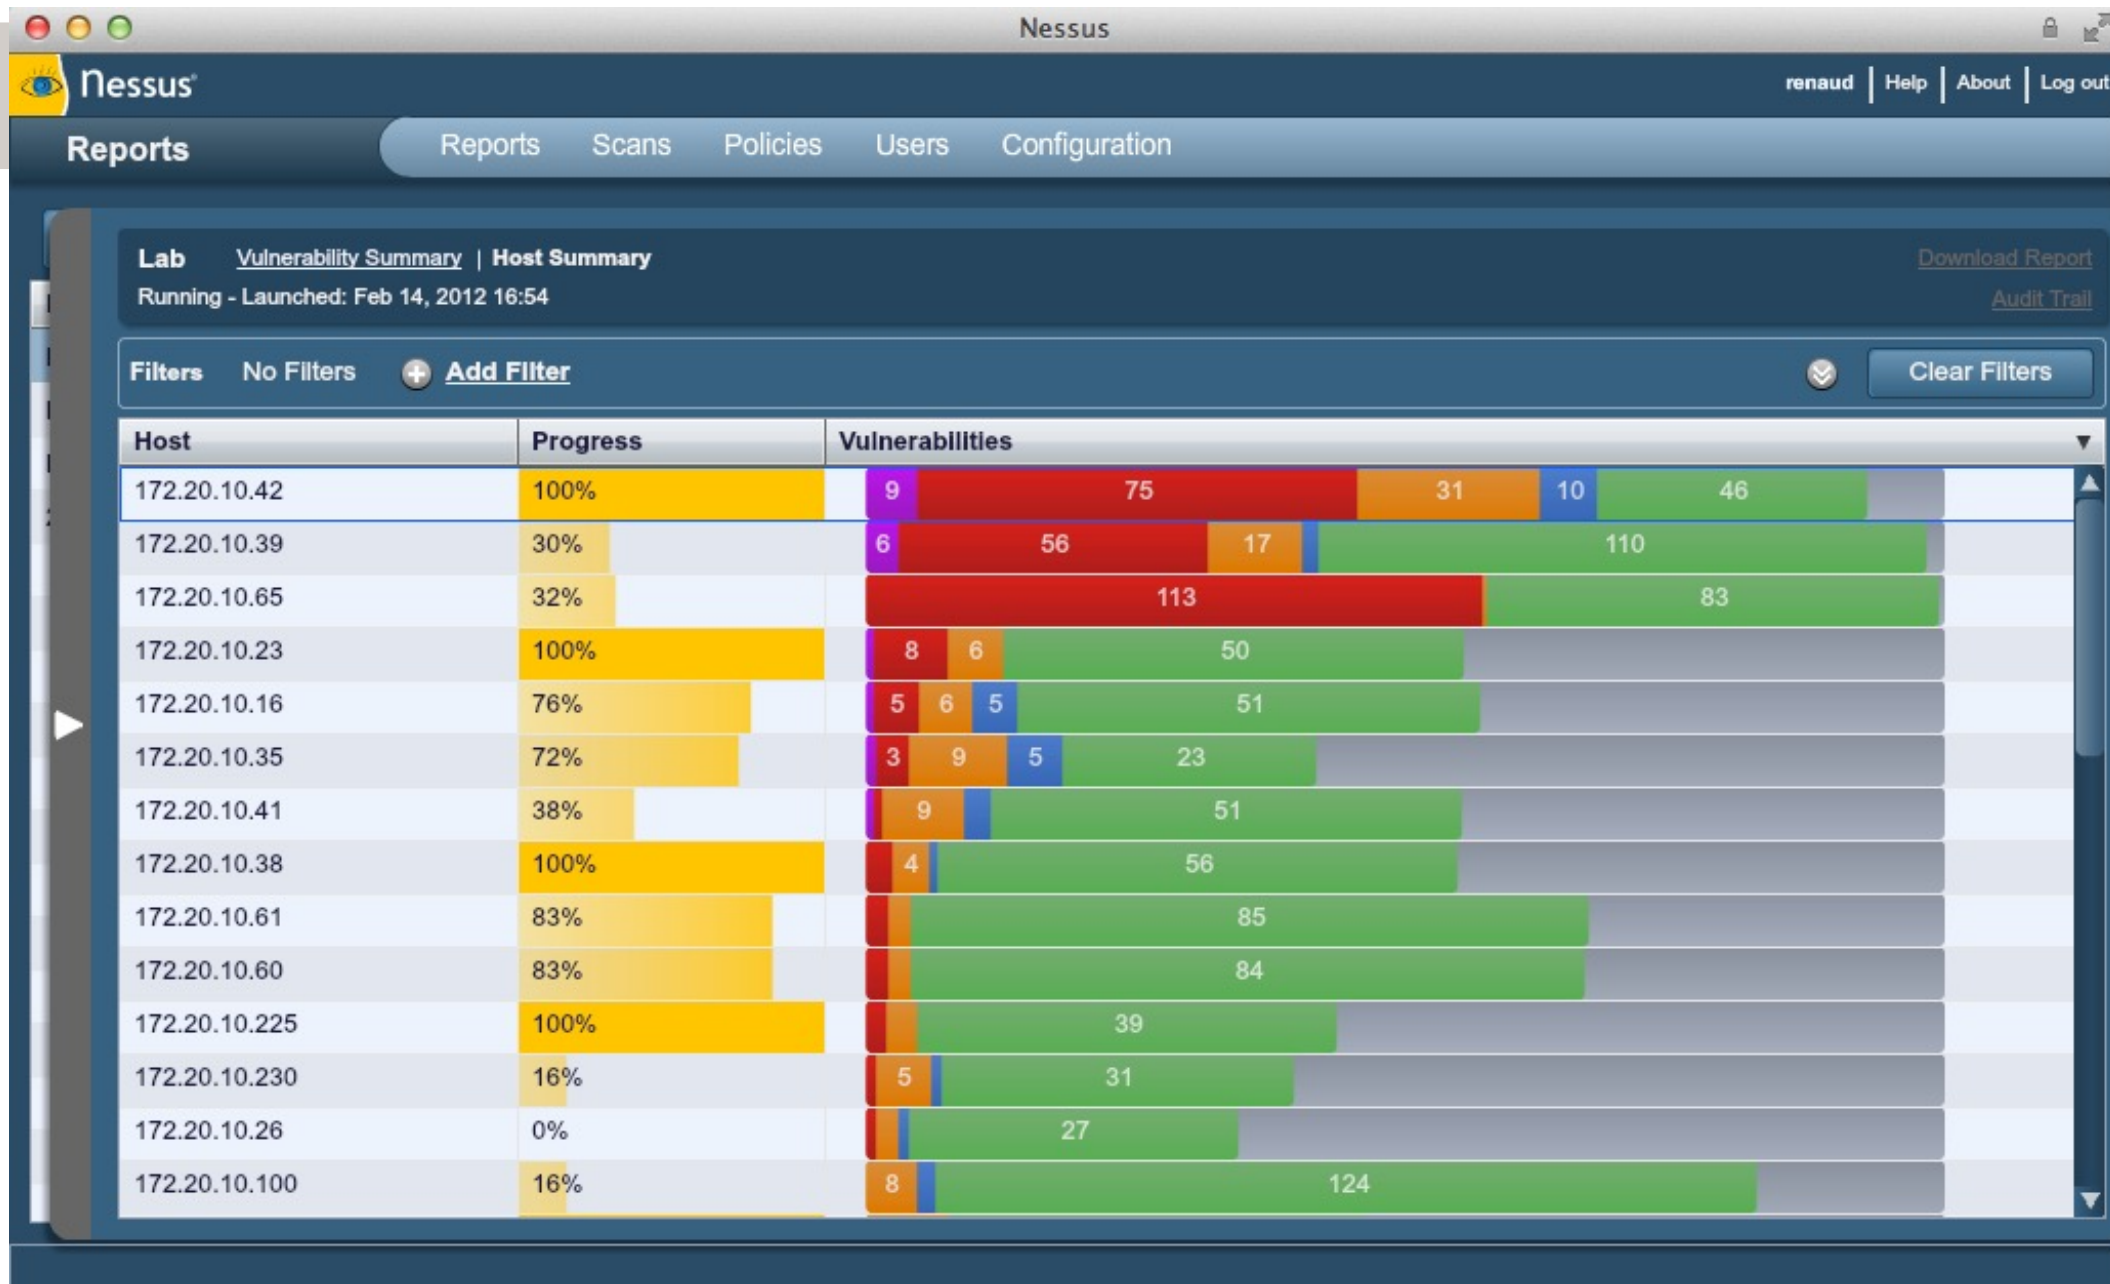 Nessus
nessus
renaud | Help | About | Log out
Reports
Reports Scans Policies Users Configuration
Lab Vulnerability Summary | Host Summary
Download Report
Running - Launched: Feb 14, 2012 16:54
Audit Trail
Filters No Filters + Add Filter Clear Filters
Host Progress Vulnerabilities
172.20.10.42 100% 9 75 31 10 46
172.20.10.39 30% 6 56 17 110
172.20.10.65 32% 113 83
172.20.10.23 100% 8 6 50
172.20.10.16 76% 5 6 5 51
172.20.10.35 72% 3 9 5 23
172.20.10.41 38% 9 51
172.20.10.38 100% 4 56
172.20.10.61 83% 85
172.20.10.60 83% 84
172.20.10.225 100% 39
172.20.10.230 16% 5 31
172.20.10.26 0% 27
172.20.10.100 16% 8 124